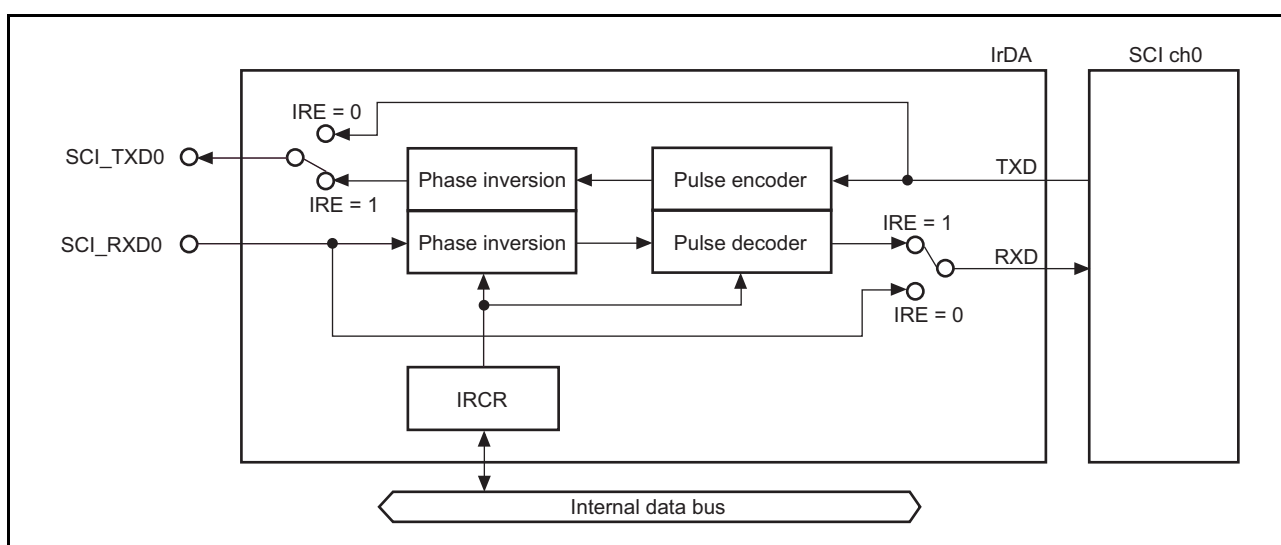 IrDA
SCI ch0
IRE = 0
SCI_TXD0
IRE = 1
Phase inversion
Pulse encoder
TXD
SCI_RXD0
Phase inversion
Pulse decoder
IRE = 1
RXD
IRE = 0
IRCR
Internal data bus